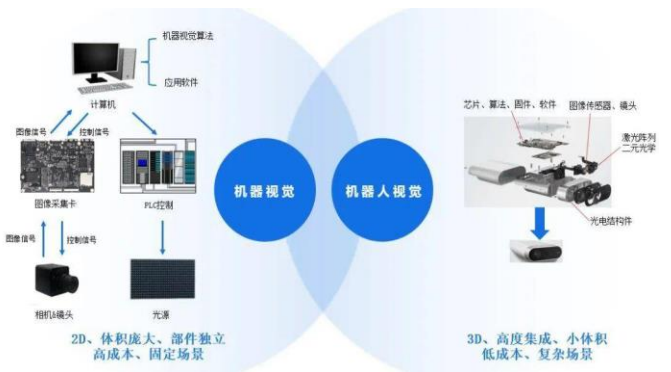 机器视觉算法
应用软件
计算机
图像信号
控制信号
图像采集卡
PLC控制
图像信号
控制信号
相机&镜头
光源
2D、体积庞大、部件独立
高成本、固定场景
机器视觉
机器人视觉
芯片、算法、固件、软件
图像传感器、镜头
激光阵列
二元光学
光电结构件
3D、高度集成、小体积
低成本、复杂场景